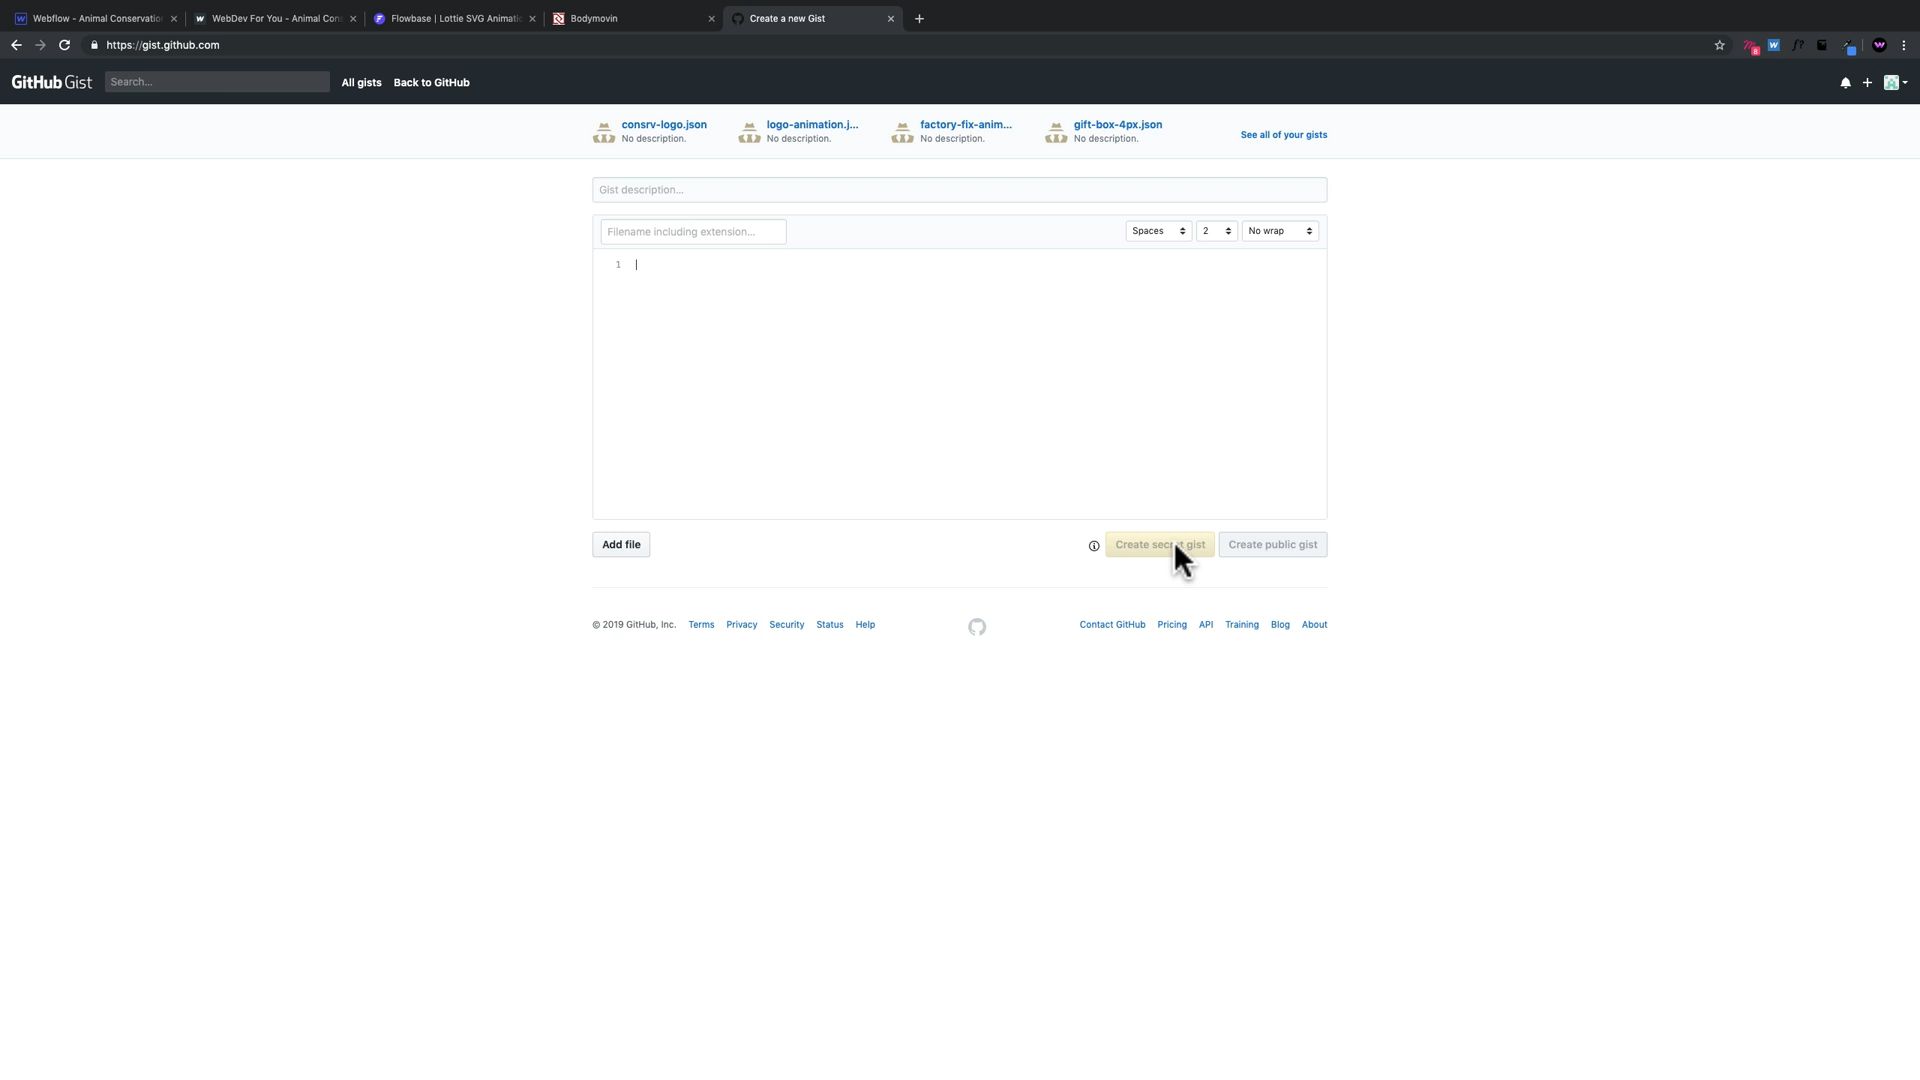 Webflow - Animal Conservation
WebDev For You - Animal Cons
Flowbase | Lottie SVG Animatio
Bodymovin
Create a new Gist
https://gist.github.com
GitHub Gist
Search...
All gists
Back to GitHub
consrv-logo.json
No description.
logo-animation.j...
No description.
factory-fix-anim...
No description.
gift-box-4px.json
No description.
See all of your gists
Gist description...
Filename including extension...
Spaces
2
No wrap
1
Add file
Create secret gist
Create public gist
© 2019 GitHub, Inc. Terms Privacy Security Status Help
Contact GitHub Pricing API Training Blog About